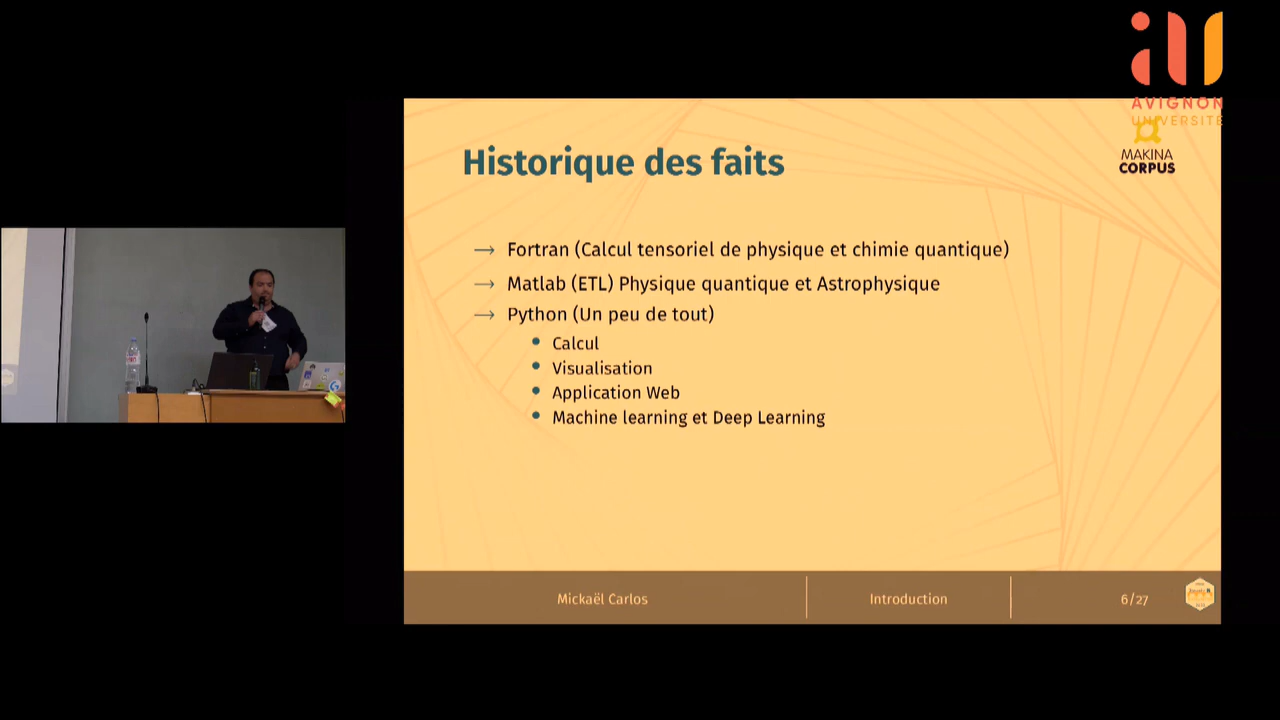 AVIGNON
UNIVERSITÉ
MAKINA
CORPUS
Historique des faits
→ Fortran (Calcul tensoriel de physique et chimie quantique)
→ Matlab (ETL) Physique quantique et Astrophysique
→ Python (Un peu de tout)
• Calcul
• Visualisation
• Application Web
• Machine learning et Deep Learning
Mickaël Carlos
Introduction
6/27